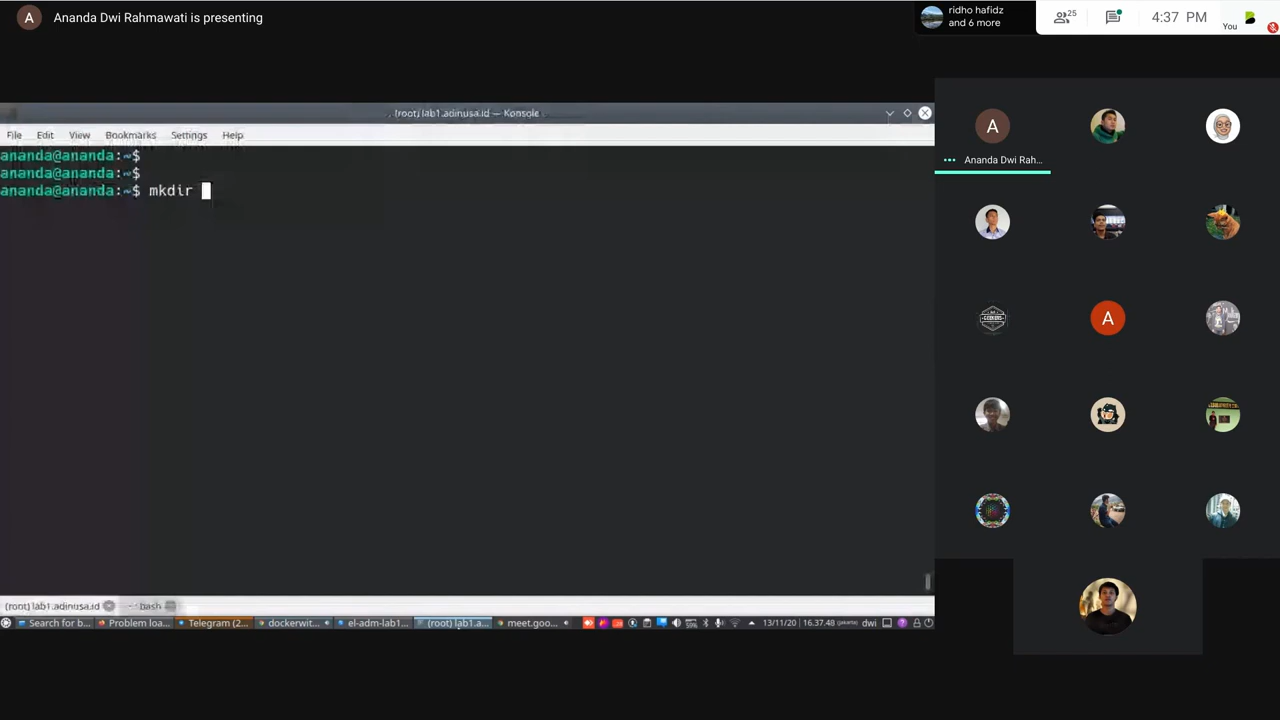 A Ananda Dwi Rahmawati is presenting
ridho hafidz
and 6 more
25
4:37 PM
You
(root) lab1.adinusa.id — Konsole
File Edit View Bookmarks Settings Help
ananda@ananda:~$
ananda@ananda:~$
ananda@ananda:~$ mkdir
A
Ananda Dwi Rah...
A
(root) lab1.adinusa.id
bash
Search for b...
Problem loa...
Telegram (2...
dockerwit...
el-adm-lab1...
(root) lab1.a...
meet.goo...
13/11/20 16.37.48 (Jakarta) dwi